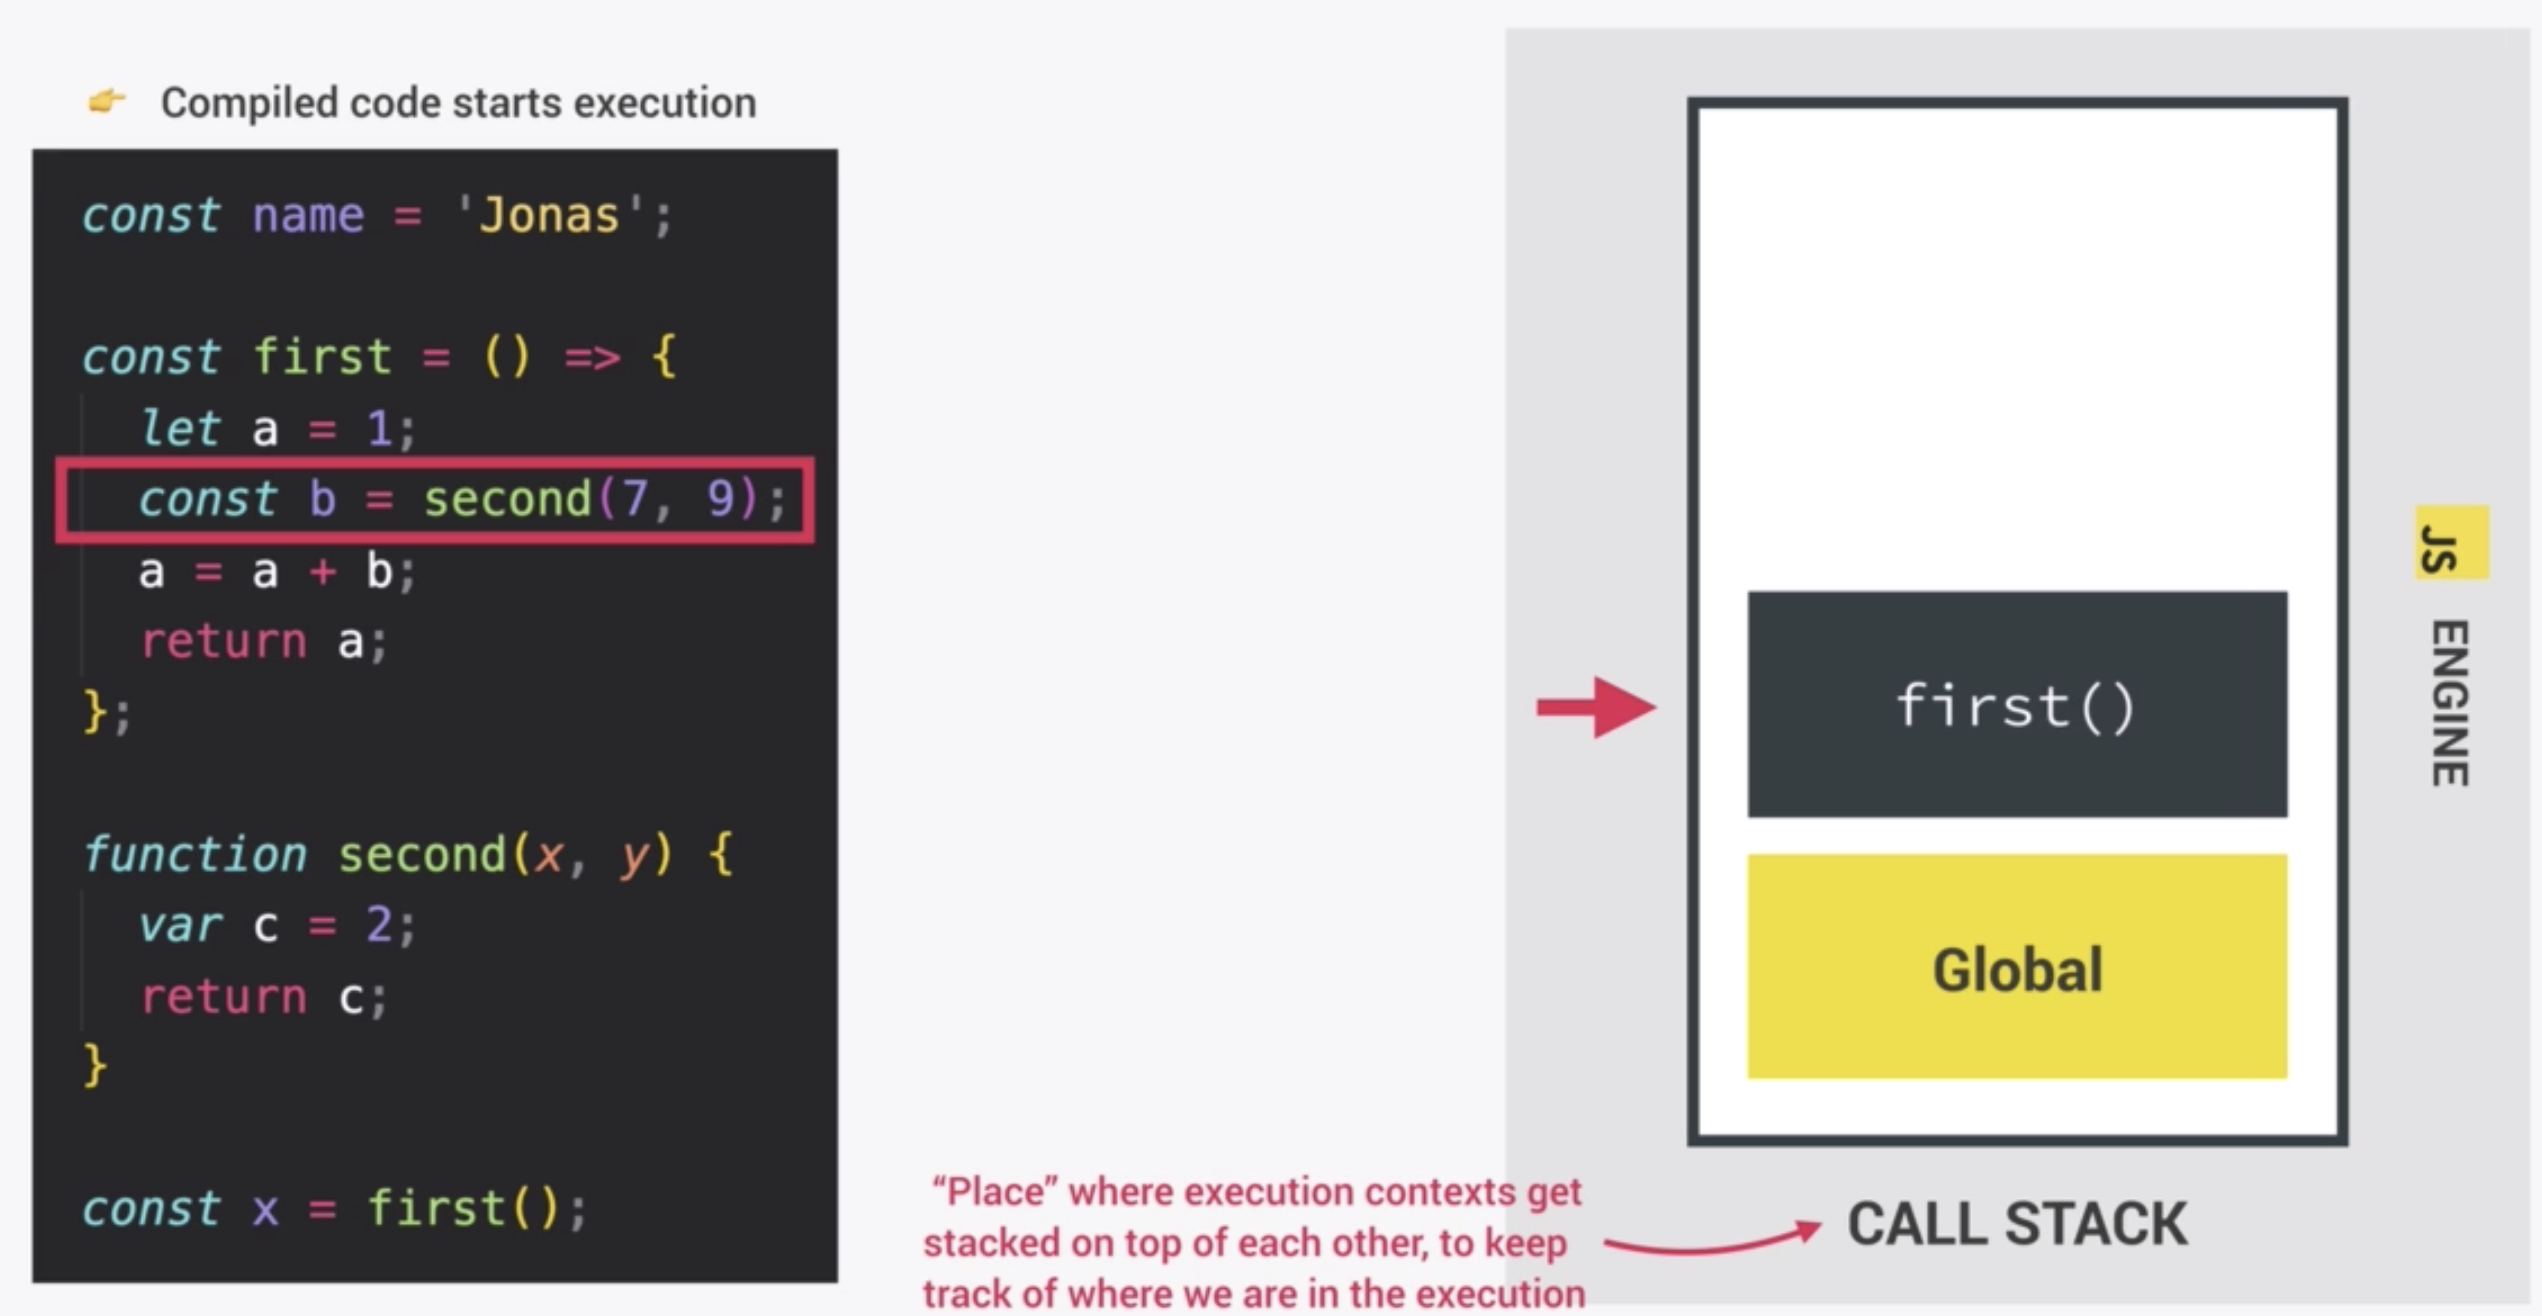 👉 Compiled code starts execution
const name = 'Jonas';
const first = () => {
let a = 1;
const b = second(7, 9);
a = a + b;
return a;
};
function second(x, y) {
var c = 2;
return c;
}
const x = first();
first()
Global
CALL STACK
JS ENGINE
“Place” where execution contexts get
stacked on top of each other, to keep
track of where we are in the execution